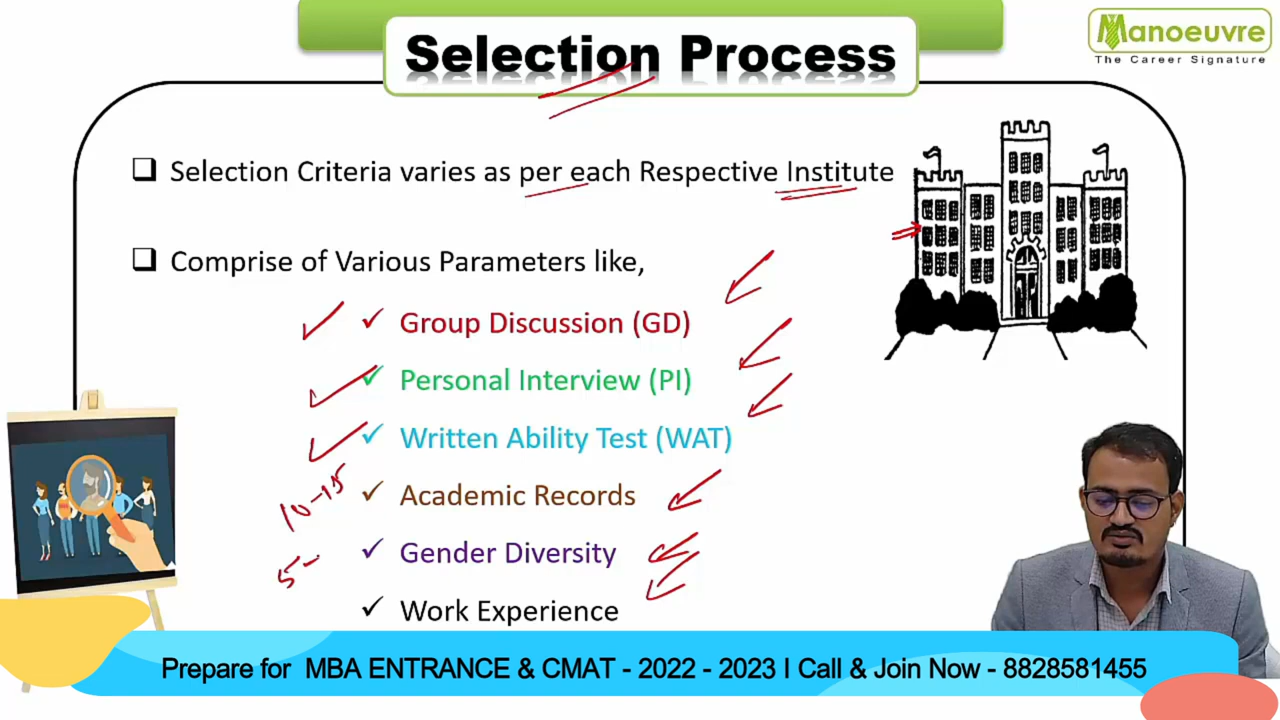 Selection Process
Manoeuvre
The Career Signature
Selection Criteria varies as per each Respective Institute
Comprise of Various Parameters like,
Group Discussion (GD)
Personal Interview (PI)
Written Ability Test (WAT)
10-15
Academic Records
5-
Gender Diversity
Work Experience
Prepare for MBA ENTRANCE & CMAT - 2022 - 2023 I Call & Join Now - 8828581455